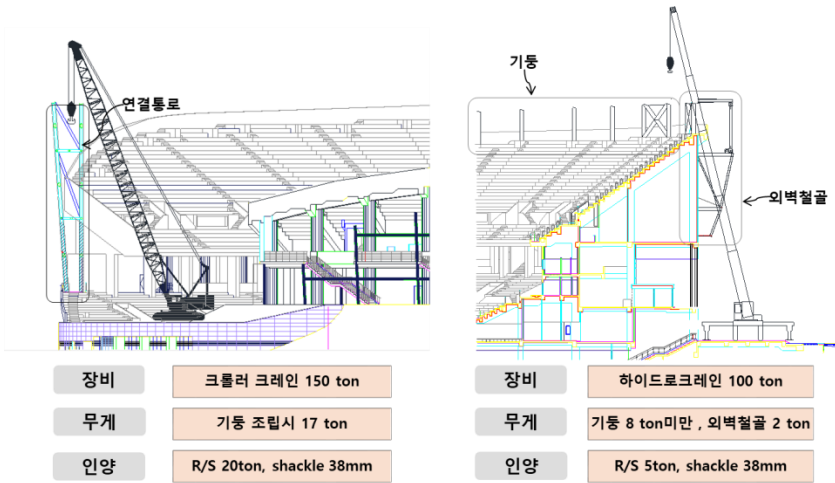 연결통로
기둥
외벽철골
장비
크롤러 크레인 150 ton
무게
기둥 조립시 17 ton
인양
R/S 20ton, shackle 38mm
장비
하이드로크레인 100 ton
무게
기둥 8 ton미만 , 외벽철골 2 ton
인양
R/S 5ton, shackle 38mm